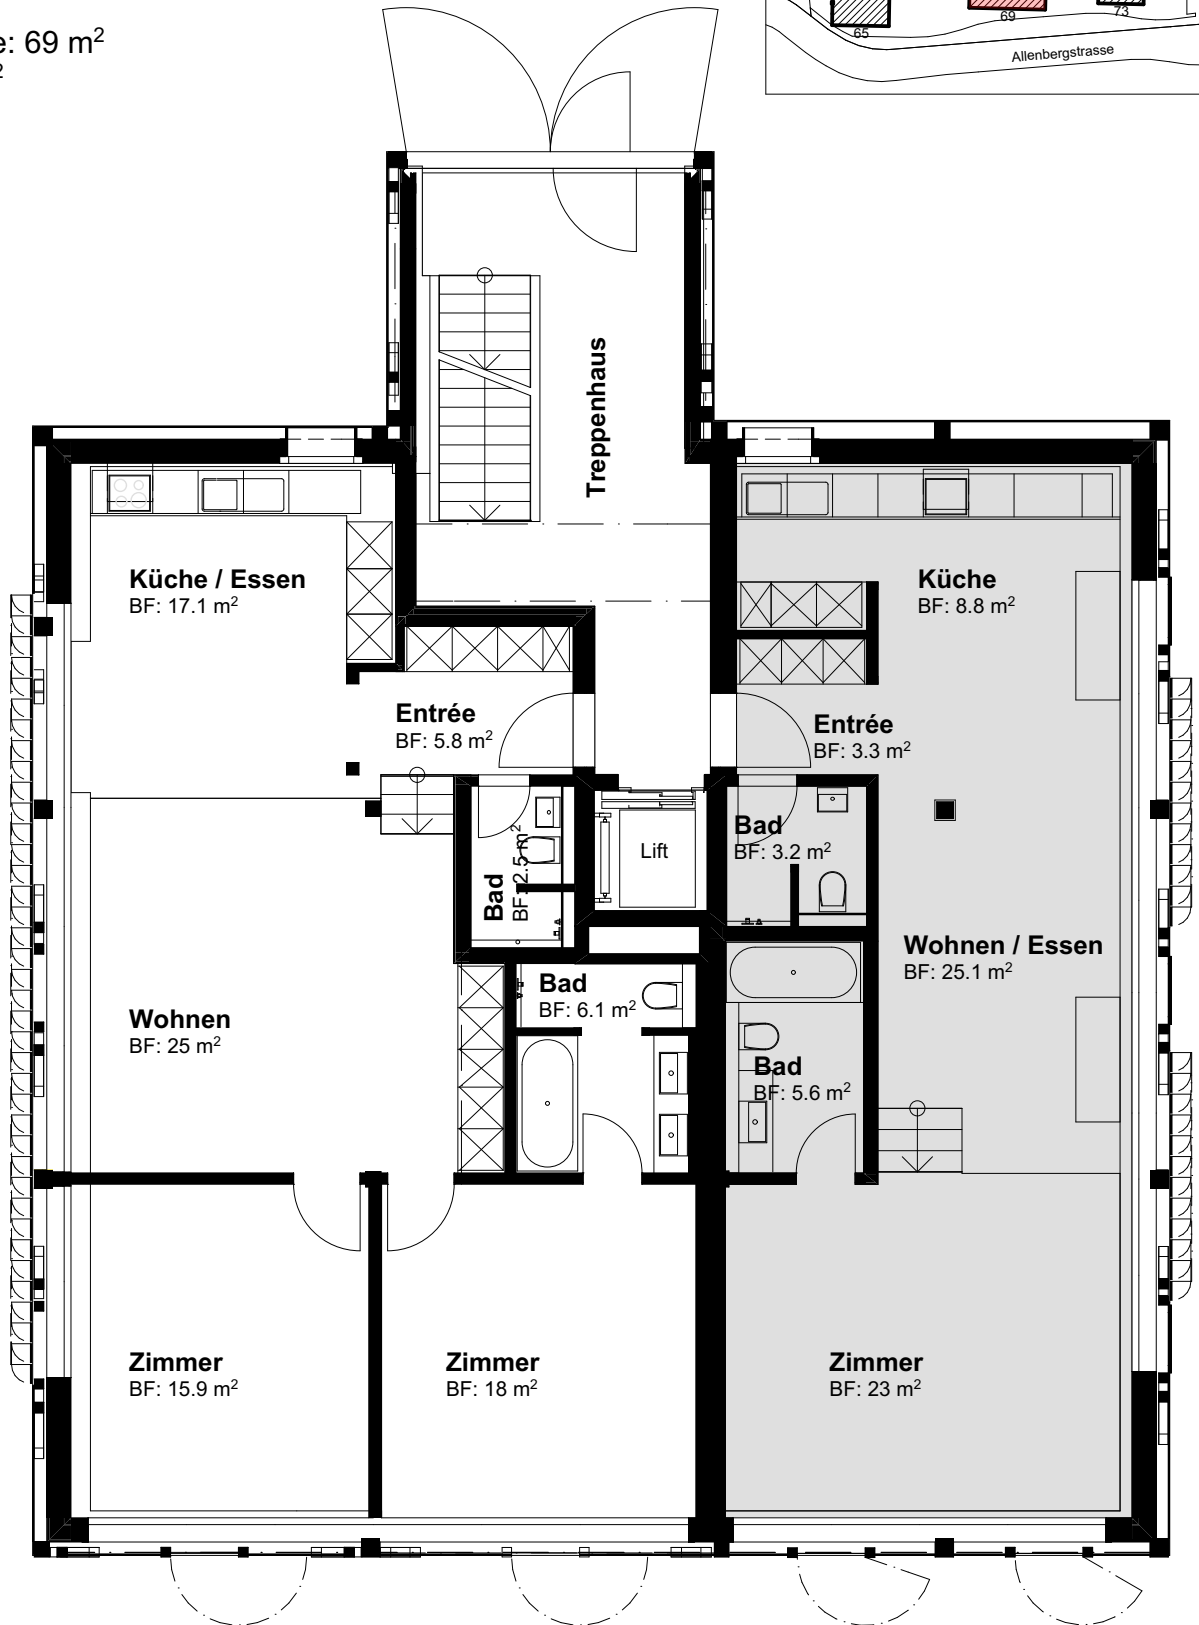 e: 69 m²
²
65
69
73
Allenbergstrasse
Treppenhaus
Küche / Essen
BF: 17.1 m²
Küche
BF: 8.8 m²
Entrée
BF: 5.8 m²
Entrée
BF: 3.3 m²
Bad
BF: 2.5 m²
Lift
Bad
BF: 3.2 m²
Wohnen / Essen
BF: 25.1 m²
Bad
BF: 6.1 m²
Wohnen
BF: 25 m²
Bad
BF: 5.6 m²
Zimmer
BF: 15.9 m²
Zimmer
BF: 18 m²
Zimmer
BF: 23 m²